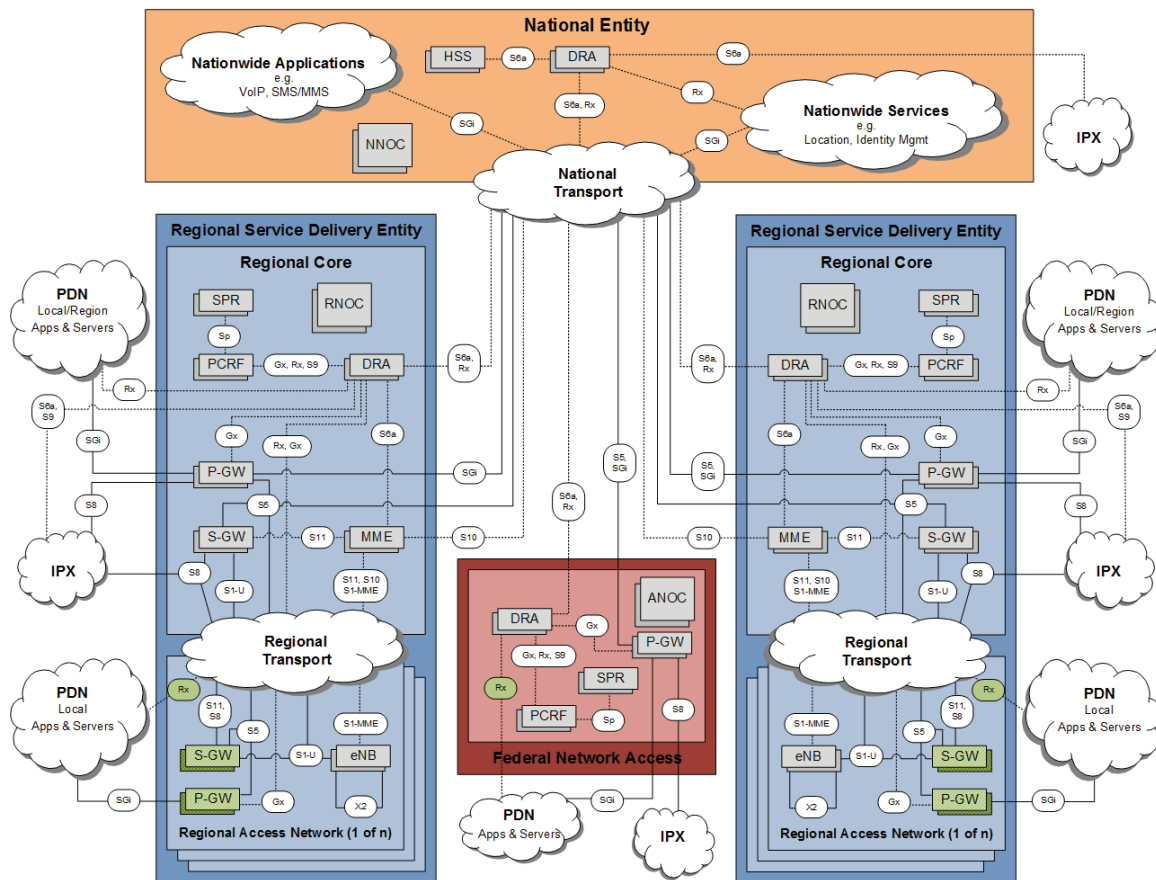 National Entity
HSS
S6a
DRA
S6a
Nationwide Applications
e.g.
VoIP, SMS/MMS
S6a, Rx
Rx
Nationwide Services
e.g.
Location, Identity Mgmt
SGi
SGi
NNOC
IPX
National
Transport
Regional Service Delivery Entity
Regional Core
SPR
RNOC
Sp
PCRF
Gx, Rx, S9
DRA
S6a,
Rx
PDN
Local/Region
Apps & Servers
Rx
S6a,
S9
SGi
Gx
Rx, Gx
S6a
P-GW
SGi
S8
S5
S-GW
S11
MME
S10
IPX
S8
S1-U
S11, S10
S1-MME
Regional
Transport
PDN
Local
Apps & Servers
Rx
S11,
S8
S5
S1-MME
S-GW
S1-U
eNB
P-GW
SGi
Gx
X2
Regional Access Network (1 of n)
S6a,
Rx
S5,
SGi
ANOC
DRA
Gx
P-GW
Gx, Rx, S9
Rx
SPR
PCRF
Sp
S8
Federal Network Access
PDN
Apps & Servers
SGi
IPX
Regional Service Delivery Entity
Regional Core
RNOC
SPR
Sp
S6a,
Rx
DRA
Gx, Rx, S9
PCRF
PDN
Local/Region
Apps & Servers
Rx
S6a,
S9
SGi
S6a
Rx, Gx
Gx
S5,
SGi
P-GW
S5
S8
S10
MME
S11
S-GW
S8
IPX
S11, S10
S1-MME
S1-U
Regional
Transport
PDN
Local
Apps & Servers
Rx
S11,
S8
S5
S1-MME
eNB
S1-U
S-GW
X2
Gx
P-GW
SGi
Regional Access Network (1 of n)